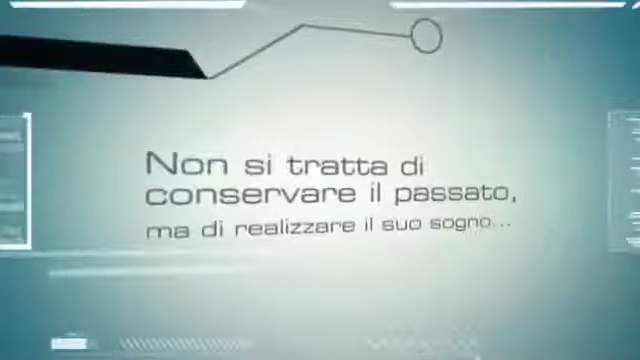 Non si tratta di
conservare il passato,
ma di realizzare il suo sogno...